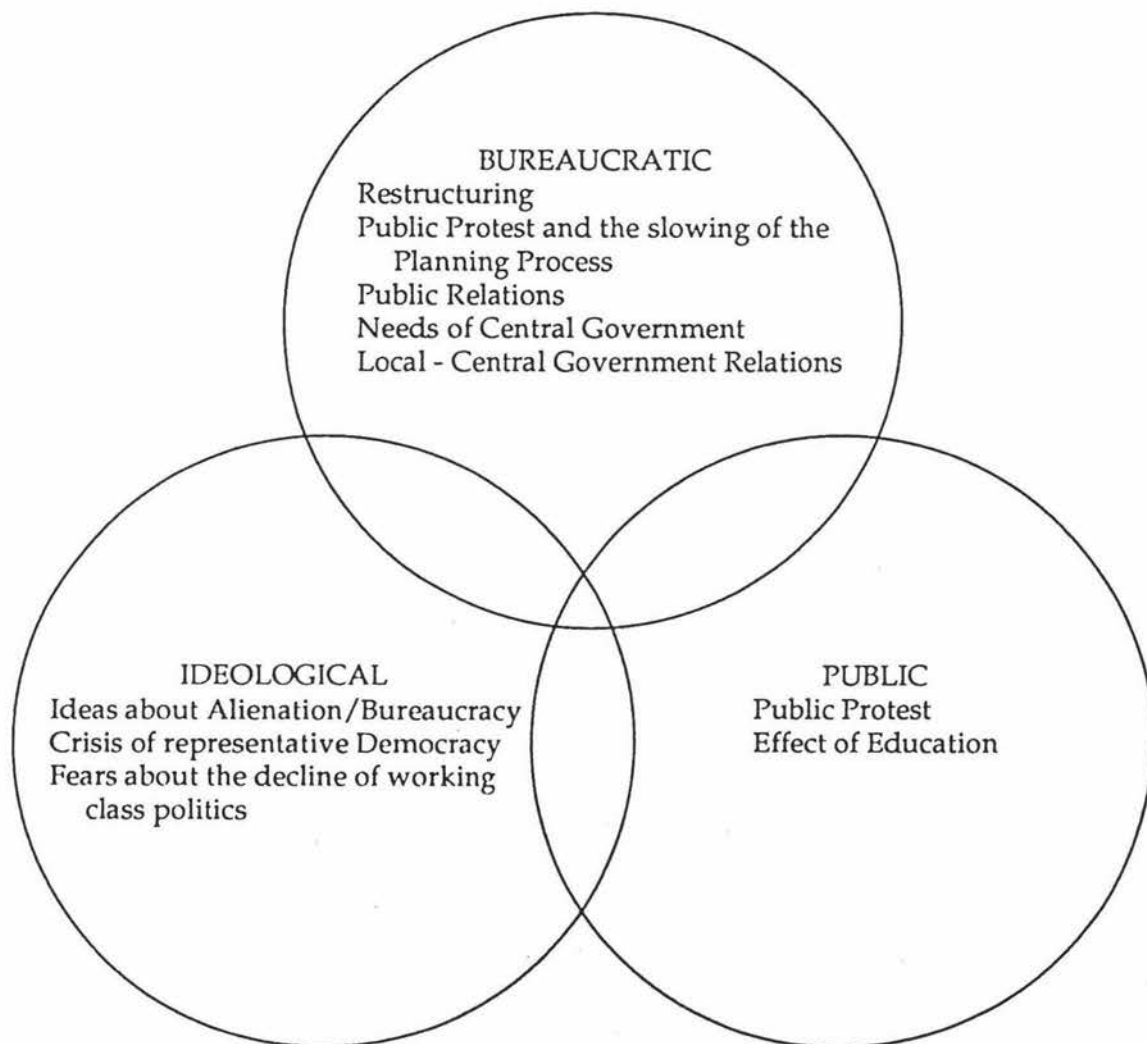 BUREAUCRATIC
Restructuring
Public Protest and the slowing of the
Planning Process
Public Relations
Needs of Central Government
Local - Central Government Relations
IDEOLOGICAL
Ideas about Alienation/Bureaucracy
Crisis of representative Democracy
Fears about the decline of working
class politics
PUBLIC
Public Protest
Effect of Education